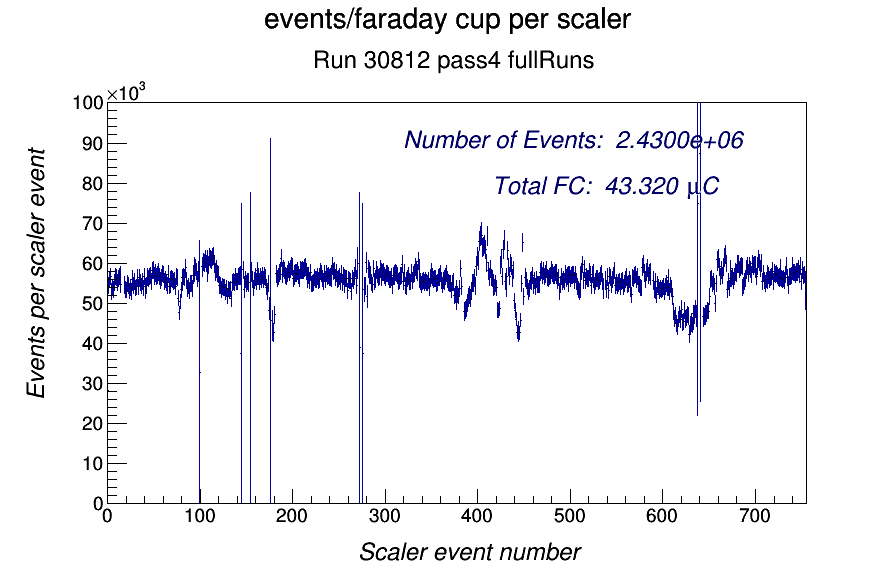 events/faraday cup per scaler
Run 30812 pass4 fullRuns
×10³
Number of Events: 2.4300e+06
Total FC: 43.320 μC
Events per scaler event
100
90
80
70
60
50
40
30
20
10
0
0 100 200 300 400 500 600 700
Scaler event number